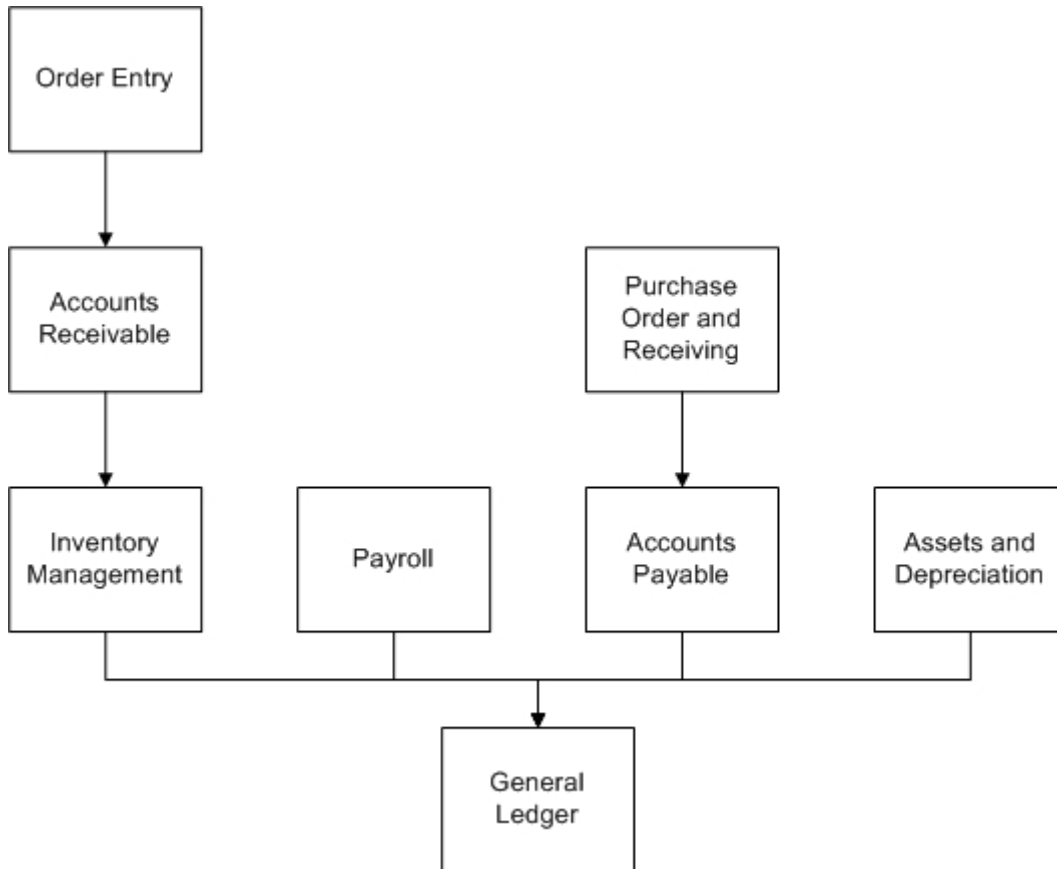 Order Entry
Accounts
Receivable
Purchase
Order and
Receiving
Inventory
Management
Payroll
Accounts
Payable
Assets and
Depreciation
General
Ledger